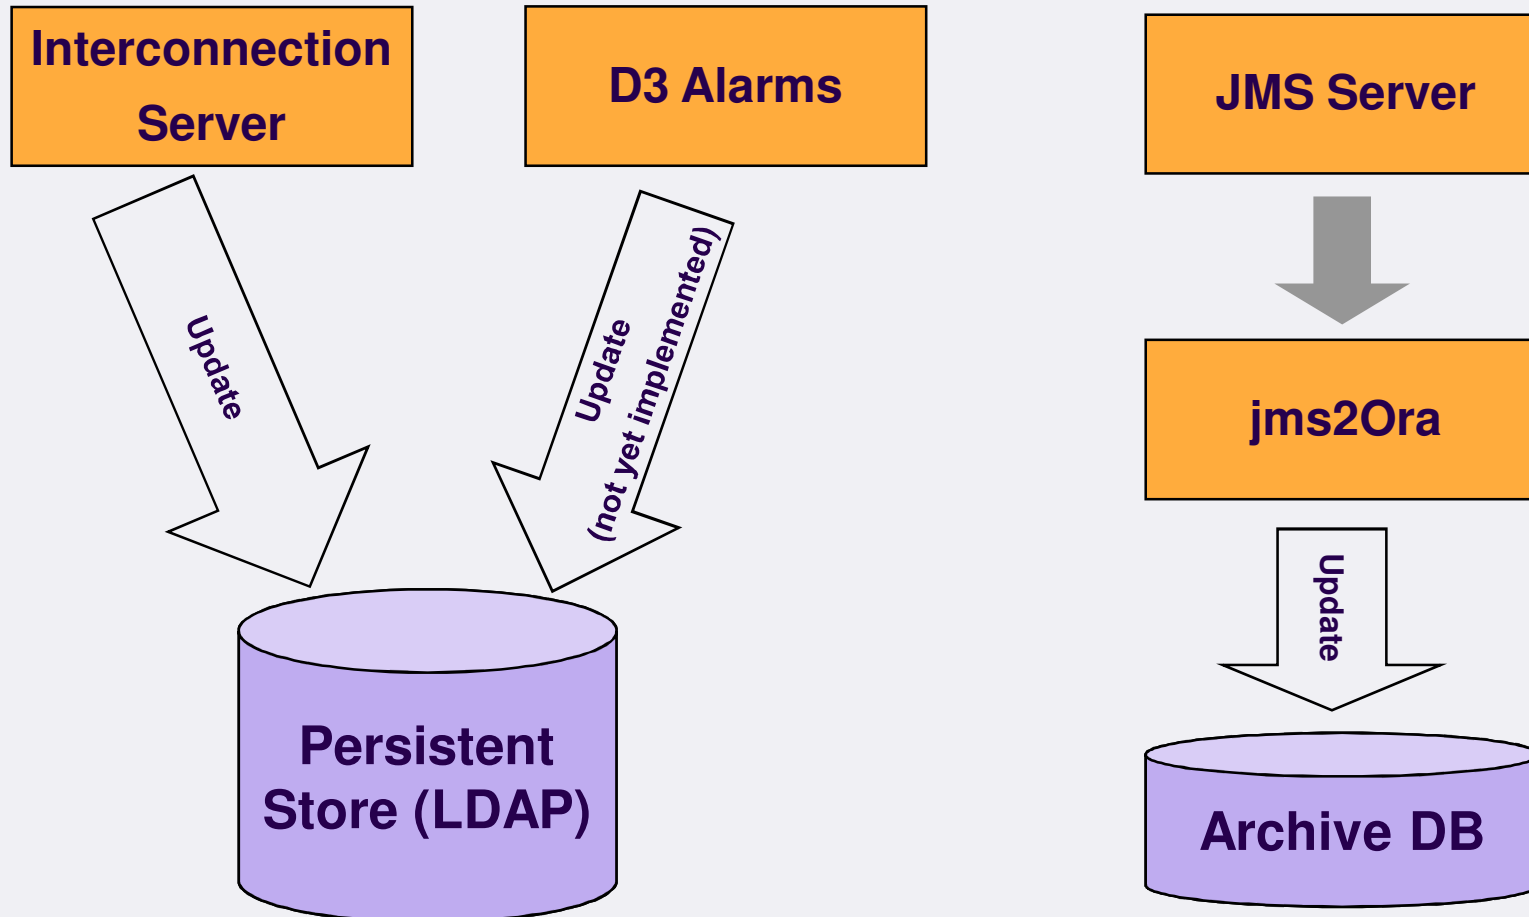 Interconnection
Server
D3 Alarms
JMS Server
Update
Update
(not yet implemented)
jms2Ora
Update
Persistent
Store (LDAP)
Archive DB